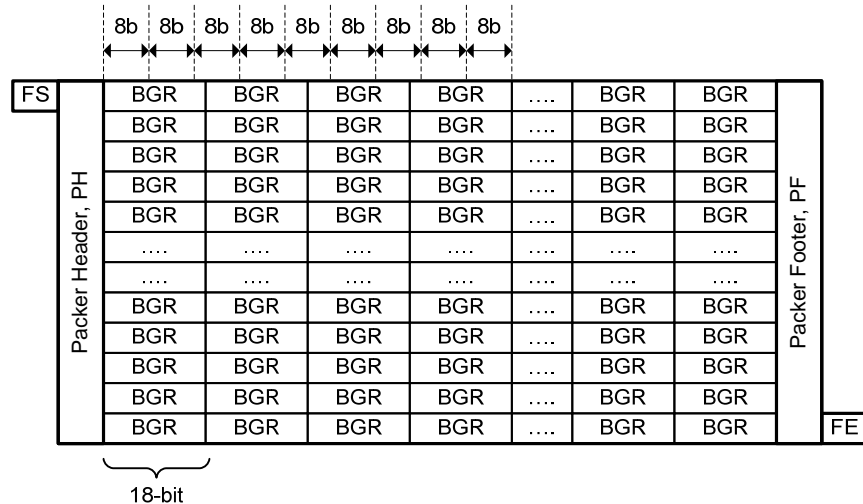 8b 8b 8b 8b 8b 8b 8b 8b 8b
FS BGR BGR BGR BGR .... BGR BGR
BGR BGR BGR BGR .... BGR BGR
BGR BGR BGR BGR .... BGR BGR
BGR BGR BGR BGR .... BGR BGR
BGR BGR BGR BGR .... BGR BGR
.... .... .... .... .... .... ....
.... .... .... .... .... .... ....
BGR BGR BGR BGR .... BGR BGR
BGR BGR BGR BGR .... BGR BGR
BGR BGR BGR BGR .... BGR BGR
BGR BGR BGR BGR .... BGR BGR
BGR BGR BGR BGR .... BGR BGR FE
Packer Header, PH
Packer Footer, PF
18-bit